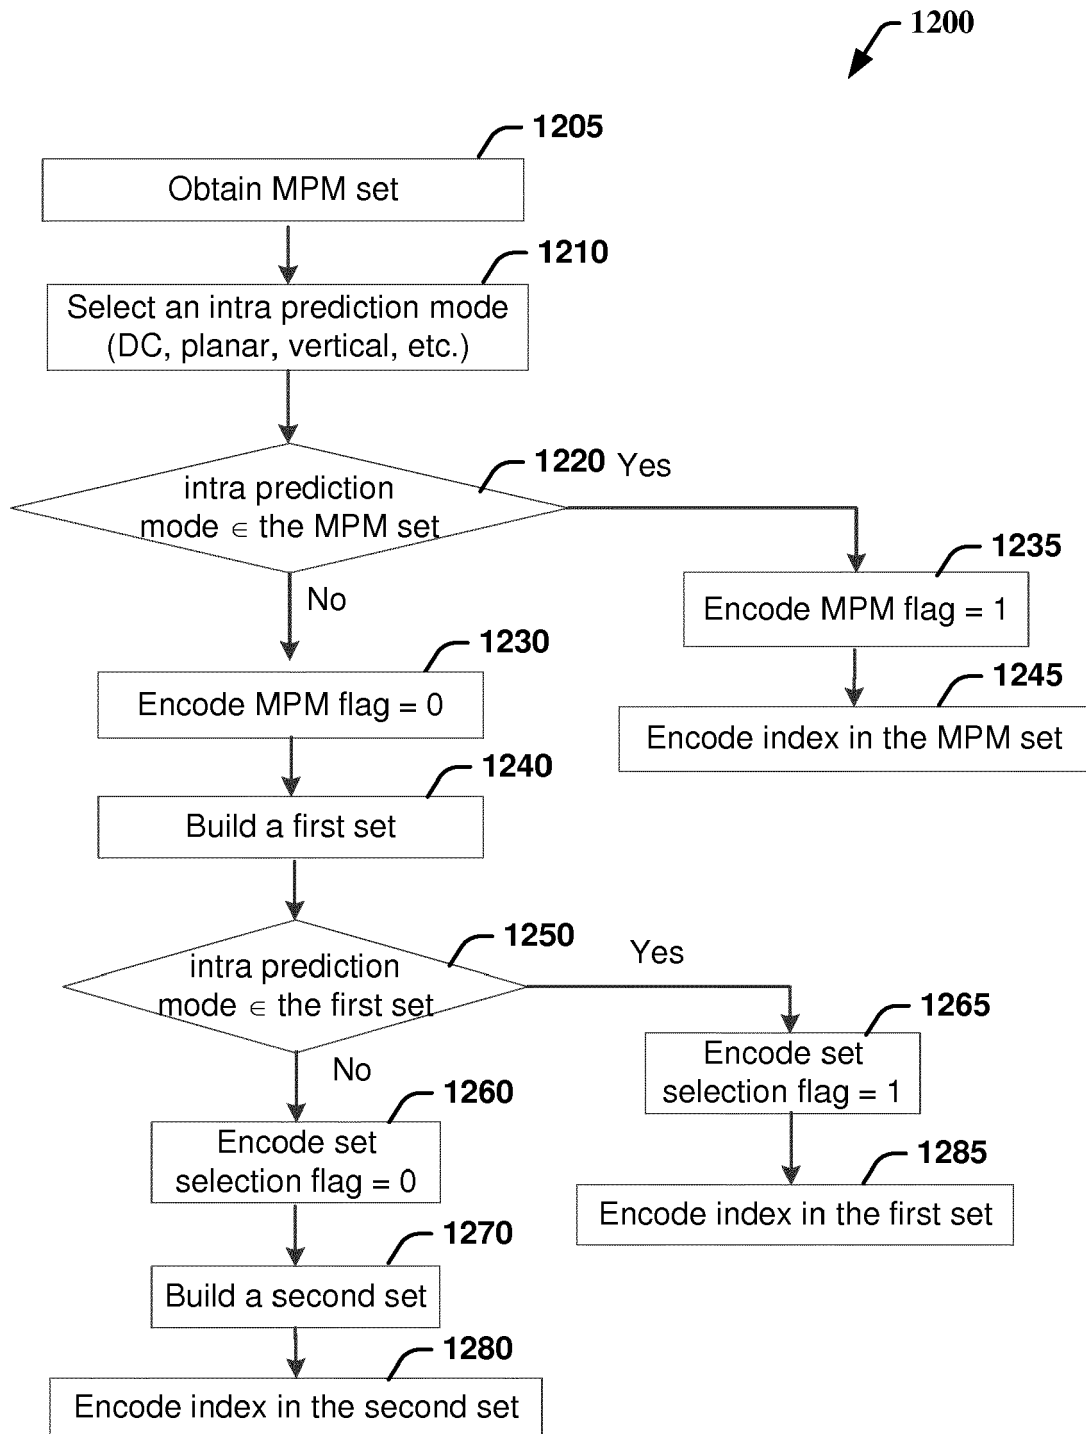 1200
1205
Obtain MPM set
1210
Select an intra prediction mode
(DC, planar, vertical, etc.)
1220
Yes
intra prediction
mode ∈ the MPM set
1235
No
Encode MPM flag = 1
1230
1245
Encode MPM flag = 0
Encode index in the MPM set
1240
Build a first set
1250
Yes
intra prediction
mode ∈ the first set
1265
No
Encode set
selection flag = 1
1260
Encode set
selection flag = 0
1285
Encode index in the first set
1270
Build a second set
1280
Encode index in the second set